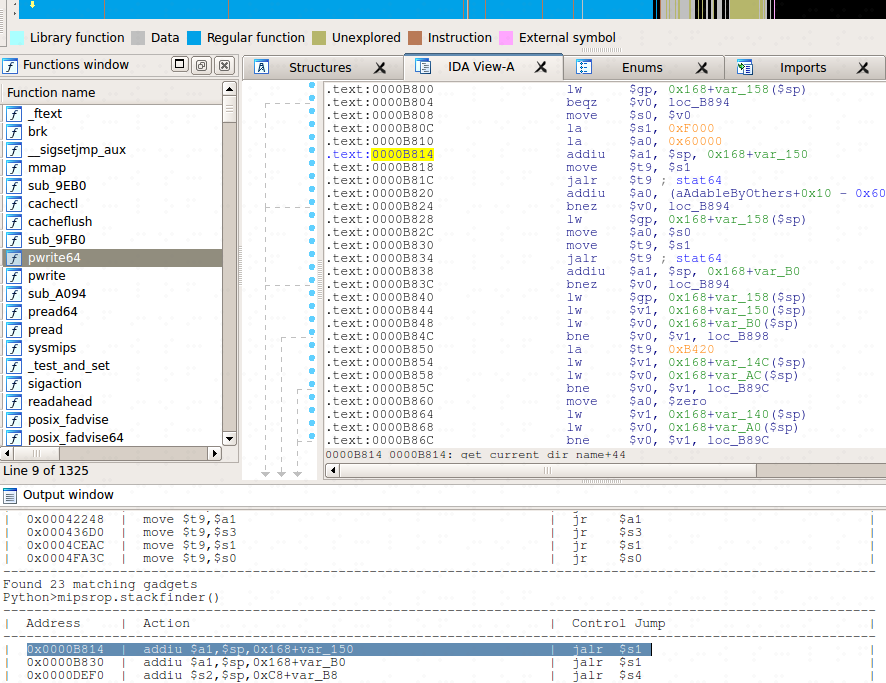 Library function Data Regular function Unexplored Instruction External symbol
Functions window
Structures IDA View-A Enums Imports
Function name
_ftext
brk
__sigsetjmp_aux
mmap
sub_9EB0
cachectl
cacheflush
sub_9FB0
pwrite64
pwrite
sub_A094
pread64
pread
sysmips
_test_and_set
sigaction
readahead
posix_fadvise
posix_fadvise64
Line 9 of 1325
.text:0000B800 lw $gp, 0x168+var_158($sp)
.text:0000B804 beqz $v0, loc_B894
.text:0000B808 move $s0, $v0
.text:0000B80C la $s1, 0xF000
.text:0000B810 la $a0, 0x60000
.text:0000B814 addiu $a1, $sp, 0x168+var_150
.text:0000B818 move $t9, $s1
.text:0000B81C jalr $t9 ; stat64
.text:0000B820 addiu $a0, (aAdableByOthers+0x10 - 0x60
.text:0000B824 bnez $v0, loc_B894
.text:0000B828 lw $gp, 0x168+var_158($sp)
.text:0000B82C move $a0, $s0
.text:0000B830 move $t9, $s1
.text:0000B834 jalr $t9 ; stat64
.text:0000B838 addiu $a1, $sp, 0x168+var_B0
.text:0000B83C bnez $v0, loc_B894
.text:0000B840 lw $gp, 0x168+var_158($sp)
.text:0000B844 lw $v1, 0x168+var_150($sp)
.text:0000B848 lw $v0, 0x168+var_B0($sp)
.text:0000B84C bne $v0, $v1, loc_B898
.text:0000B850 la $t9, 0xB420
.text:0000B854 lw $v1, 0x168+var_14C($sp)
.text:0000B858 lw $v0, 0x168+var_AC($sp)
.text:0000B85C bne $v0, $v1, loc_B89C
.text:0000B860 move $a0, $zero
.text:0000B864 lw $v1, 0x168+var_140($sp)
.text:0000B868 lw $v0, 0x168+var_A0($sp)
.text:0000B86C bne $v0, $v1, loc_B89C
0000B814 0000B814: get_current_dir_name+44
Output window
| 0x00042248 | move $t9,$a1 | jr $a1 |
| 0x000436D0 | move $t9,$s3 | jr $s3 |
| 0x0004CEAC | move $t9,$s1 | jr $s1 |
| 0x0004FA3C | move $t9,$s0 | jr $s0 |
Found 23 matching gadgets
Python>mipsrop.stackfinder()
| Address | Action | Control Jump |
| 0x0000B814 | addiu $a1,$sp,0x168+var_150 | jalr $s1 |
| 0x0000B830 | addiu $a1,$sp,0x168+var_B0 | jalr $s1 |
| 0x0000DEF0 | addiu $s2,$sp,0xC8+var_B8 | jalr $s4 |